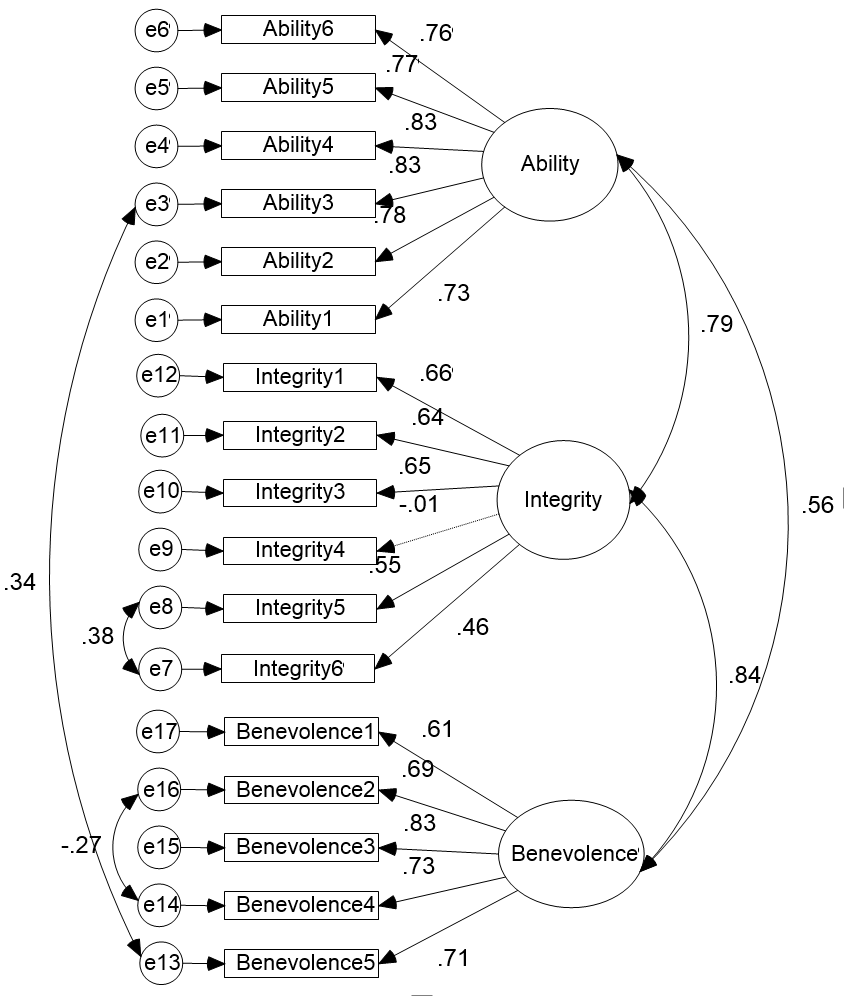 e6 Ability6 .76
.77
e5 Ability5
.83
e4 Ability4
.83
Ability
e3 Ability3
.78
e2 Ability2
.73
e1 Ability1
.79
e12 Integrity1 .66
.64
e11 Integrity2
.65
e10 Integrity3
-.01
Integrity
.56
e9 Integrity4
.55
.34
e8 Integrity5
.38
.46
e7 Integrity6
.84
e17 Benevolence1 .61
.69
e16 Benevolence2
.83
-.27
e15 Benevolence3
Benevolence
.73
e14 Benevolence4
e13 Benevolence5 .71